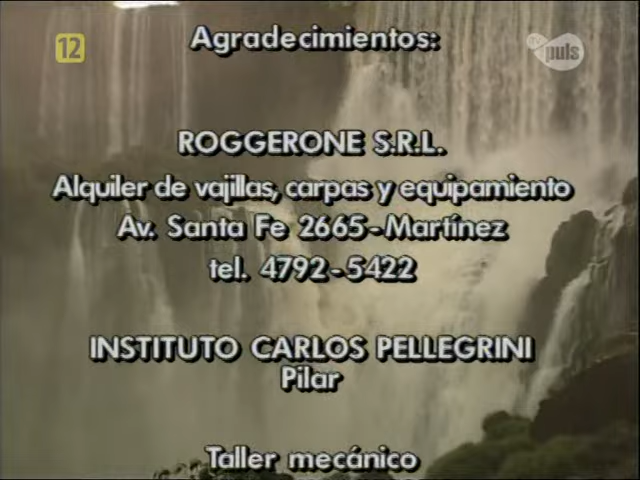 12
Agradecimientos:
TV
puls
ROGGERONE S.R.L.
Alquiler de vajillas, carpas y equipamiento
Av. Santa Fe 2665-Martínez
tel. 4792-5422
INSTITUTO CARLOS PELLEGRINI
Pilar
Taller mecánico